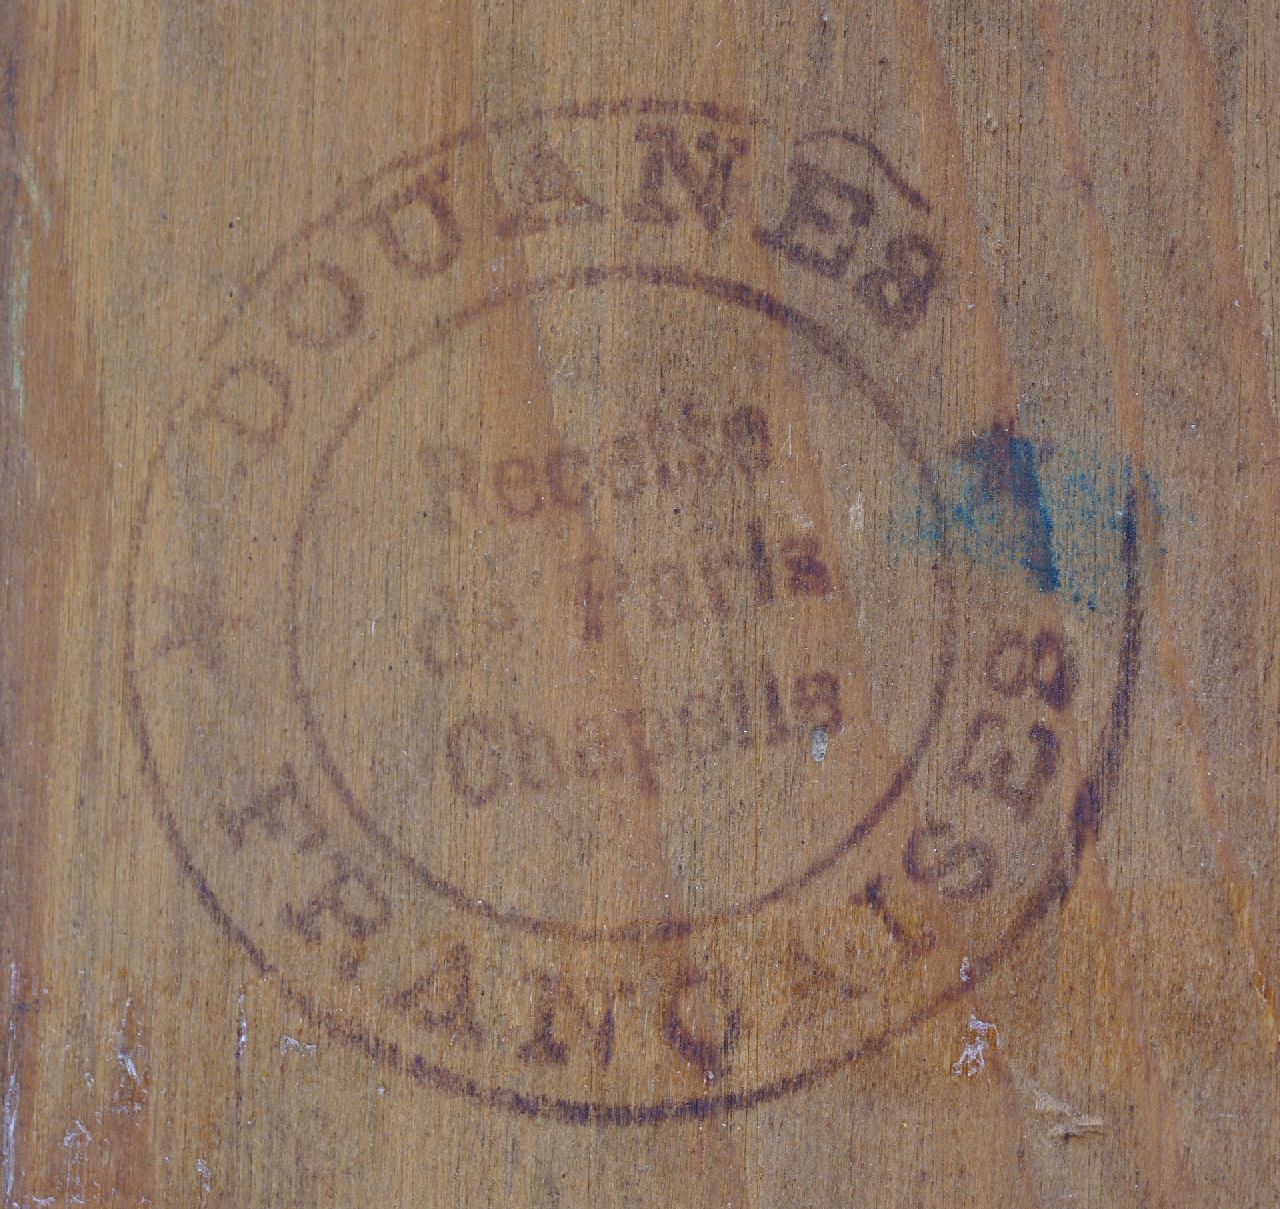 DOUANES
Recette
de Paris
Chapelle
FRANÇAISES